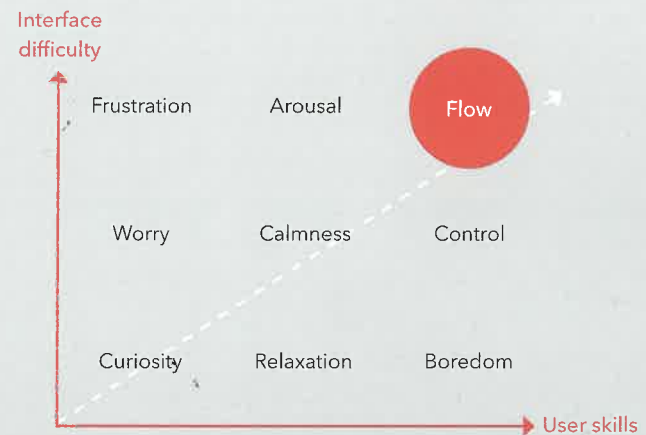 Interface
difficulty
Frustration Arousal Flow
Worry Calmness Control
Curiosity Relaxation Boredom
User skills